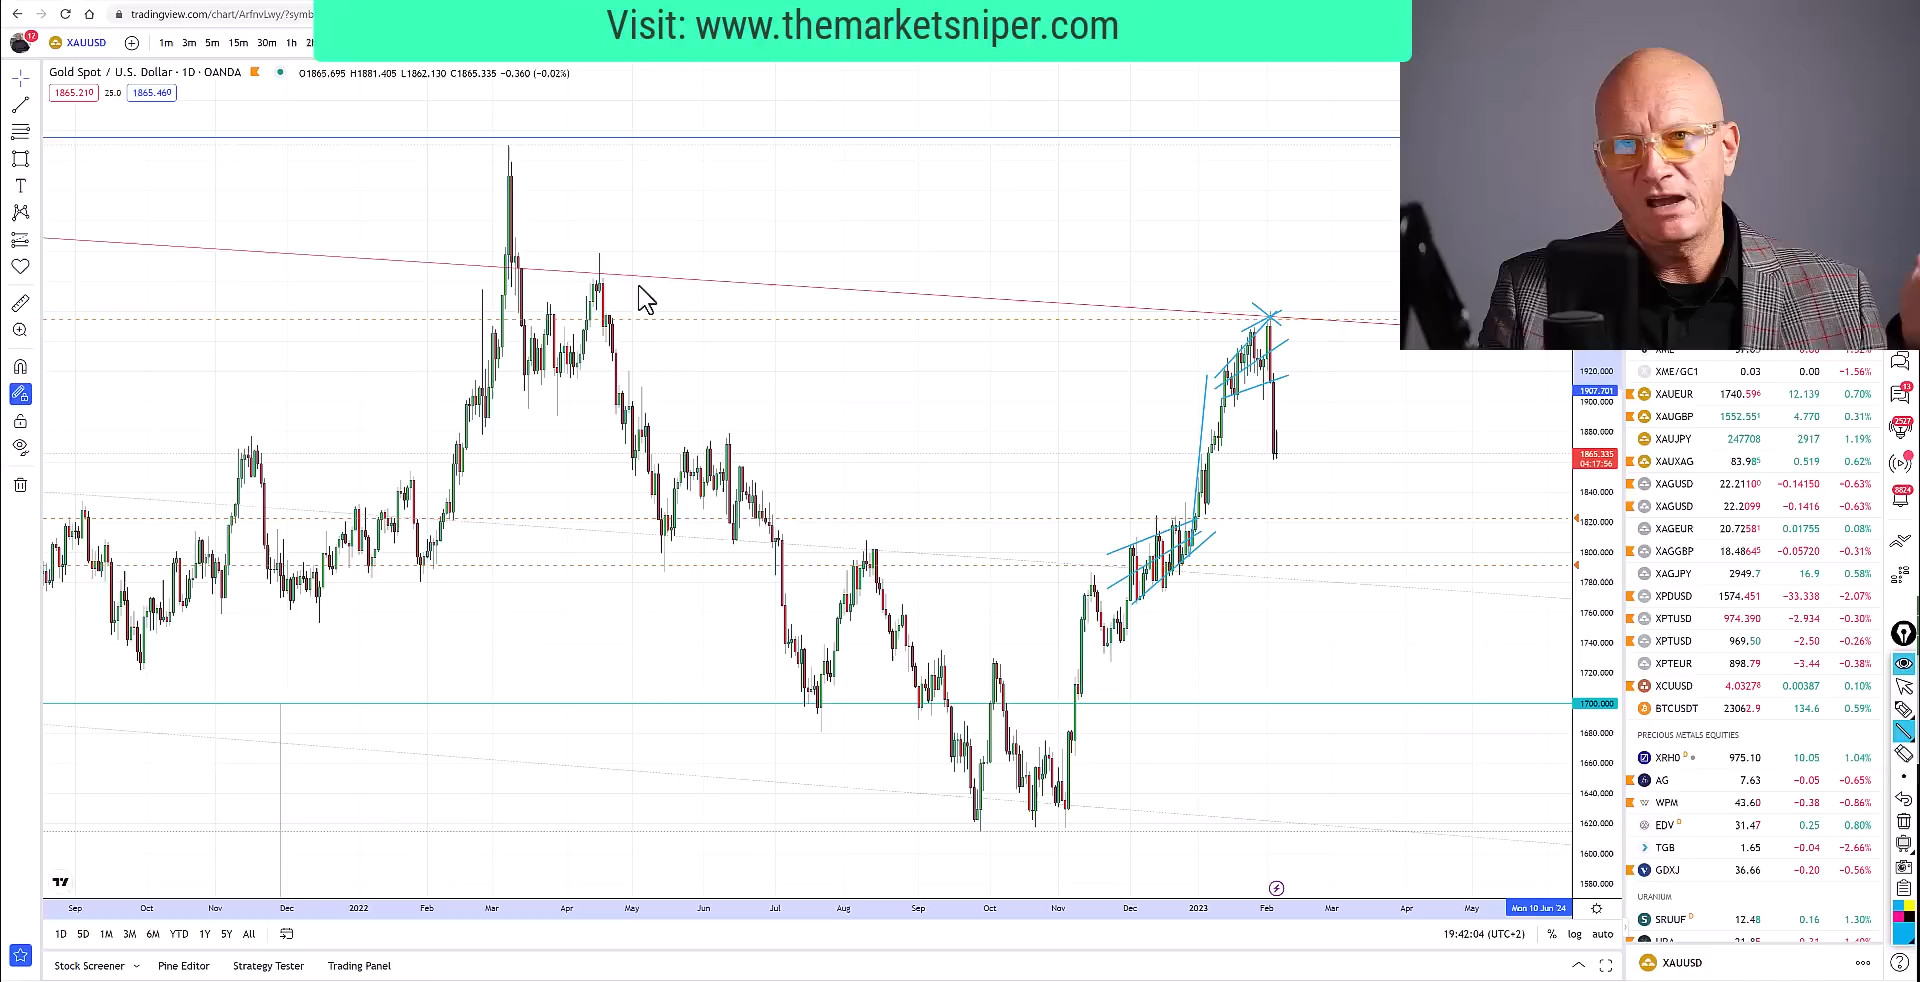 tradingview.com/chart/ArfnvLwy/?symb
Visit: www.themarketsniper.com
12
XAUUSD
1m 3m 5m 15m 30m 1h
Gold Spot / U.S. Dollar · 1D · OANDA
O1865.695 H1881.405 L1862.130 C1865.335 −0.360 (−0.02%)
1865.210 25.0 1865.460
1920.000
1907.701
1900.000
1880.000
1865.335
04:17:56
1840.000
1820.000
1800.000
1780.000
1760.000
1740.000
1720.000
1700.000
1680.000
1660.000
1640.000
1620.000
1600.000
1580.000
Sep Oct Nov Dec 2022 Feb Mar Apr May Jun Jul Aug Sep Oct Nov Dec 2023 Feb Mar Apr May Mon 10 Jun '24
1D 5D 1M 3M 6M YTD 1Y 5Y All
19:42:04 (UTC+2) % log auto
Stock Screener Pine Editor Strategy Tester Trading Panel
XME/GC1 0.03 0.00 −1.56%
XAUEUR 1740.596 12.139 0.70%
XAUGBP 1552.551 4.770 0.31%
XAUJPY 247708 2917 1.19%
XAUXAG 83.985 0.519 0.62%
XAGUSD 22.21100 −0.14150 −0.63%
XAGUSD 22.2099 −0.1416 −0.63%
XAGEUR 20.72581 0.01755 0.08%
XAGGBP 18.48645 −0.05720 −0.31%
XAGJPY 2949.7 16.9 0.58%
XPDUSD 1574.451 −33.338 −2.07%
XPTUSD 974.390 −2.934 −0.30%
XPTUSD 969.50 −2.50 −0.26%
XPTEUR 898.79 −3.44 −0.38%
XCUUSD 4.03278 0.00387 0.10%
BTCUSDT 23062.9 134.6 0.59%
PRECIOUS METALS EQUITIES
XRH0 D 975.10 10.05 1.04%
AG 7.63 −0.05 −0.65%
WPM 43.60 −0.38 −0.86%
EDV D 31.47 0.25 0.80%
TGB 1.65 −0.04 −2.66%
GDXJ 36.66 −0.20 −0.56%
URANIUM
SRUUF D 12.48 0.16 1.30%
XAUUSD
13
2527
8824